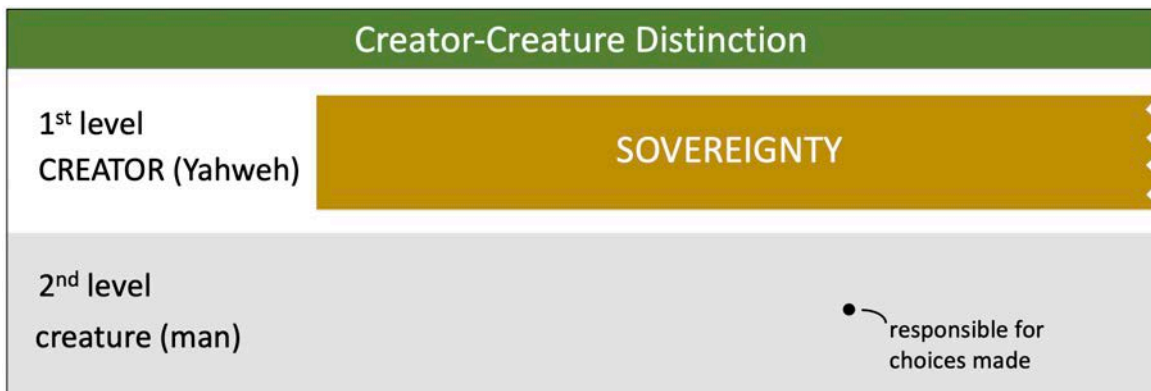 Creator-Creature Distinction
1st level
CREATOR (Yahweh)
SOVEREIGNTY
2nd level
creature (man)
responsible for
choices made